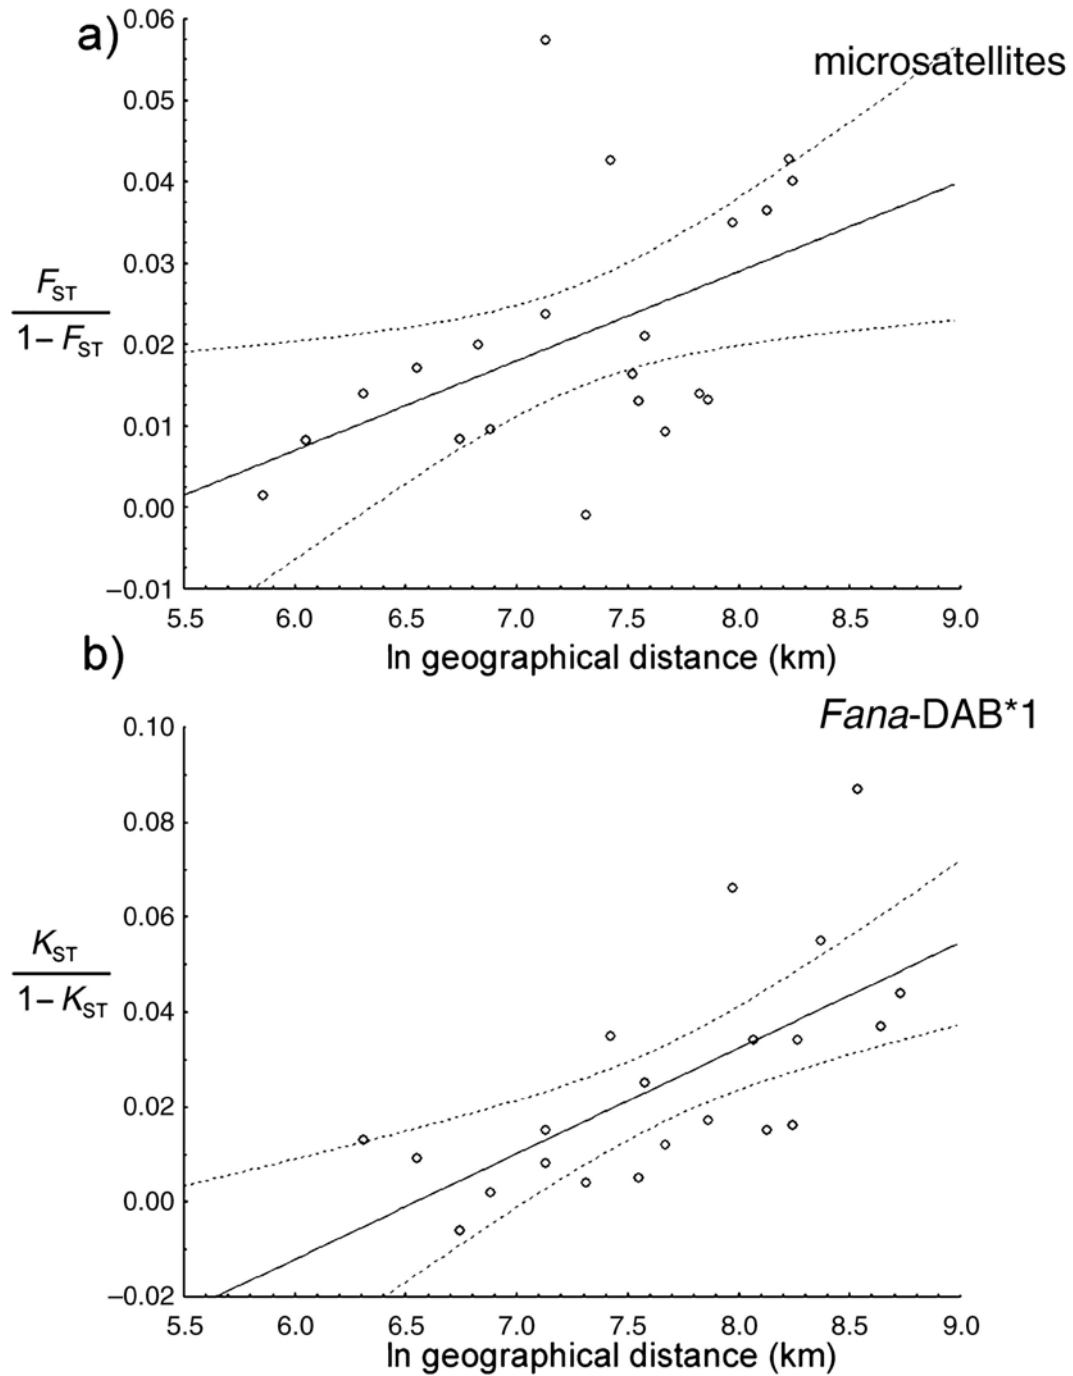 a)
microsatellites
0.06
0.05
0.04
0.03
0.02
0.01
0.00
−0.01
FST
1− FST
5.5 6.0 6.5 7.0 7.5 8.0 8.5 9.0
ln geographical distance (km)
b)
Fana-DAB*1
0.10
0.08
0.06
0.04
0.02
0.00
−0.02
KST
1− KST
5.5 6.0 6.5 7.0 7.5 8.0 8.5 9.0
ln geographical distance (km)